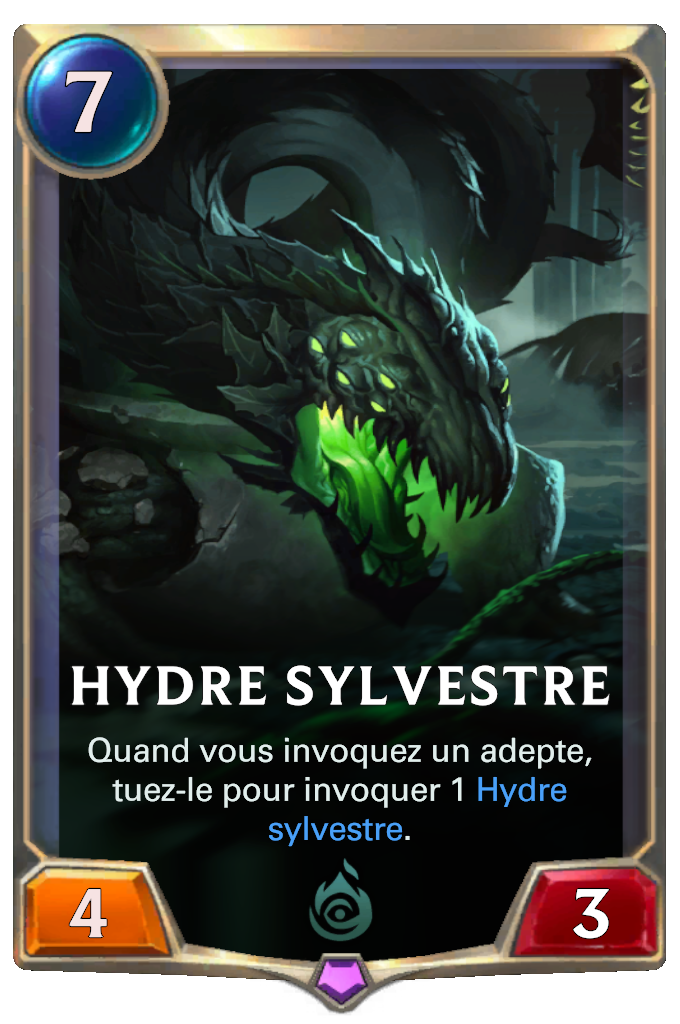 7
HYDRE SYLVESTRE
Quand vous invoquez un adepte,
tuez-le pour invoquer 1 Hydre
sylvestre.
4
3